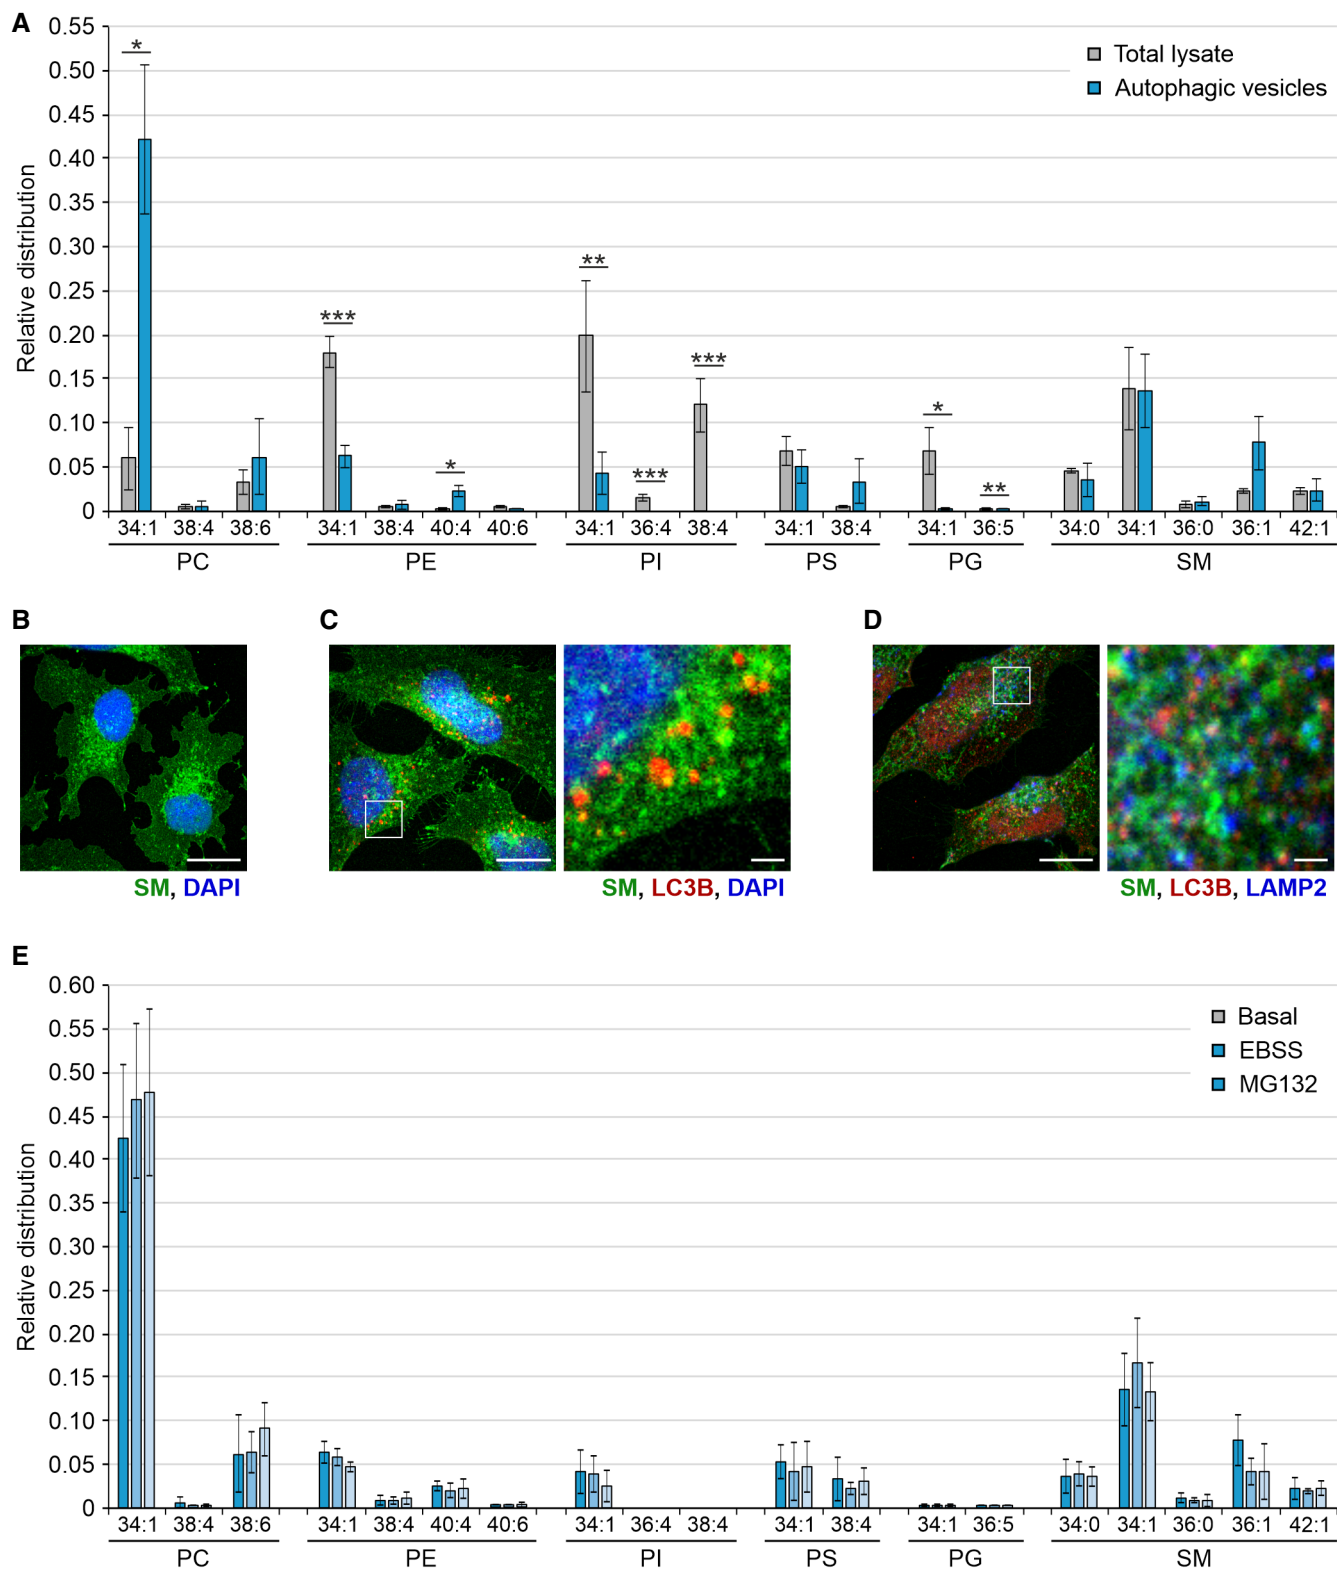 A
0.55
0.50
0.45
0.40
0.35
0.30
0.25
0.20
0.15
0.10
0.05
0
Relative distribution
Total lysate
Autophagic vesicles
*
***
*
**
***
***
*
**
34:1 38:4 38:6 34:1 38:4 40:4 40:6 34:1 36:4 38:4 34:1 38:4 34:1 36:5 34:0 34:1 36:0 36:1 42:1
PC PE PI PS PG SM
B C D
SM, DAPI SM, LC3B, DAPI SM, LC3B, LAMP2
E
0.60
0.55
0.50
0.45
0.40
0.35
0.30
0.25
0.20
0.15
0.10
0.05
0
Relative distribution
Basal
EBSS
MG132
34:1 38:4 38:6 34:1 38:4 40:4 40:6 34:1 36:4 38:4 34:1 38:4 34:1 36:5 34:0 34:1 36:0 36:1 42:1
PC PE PI PS PG SM